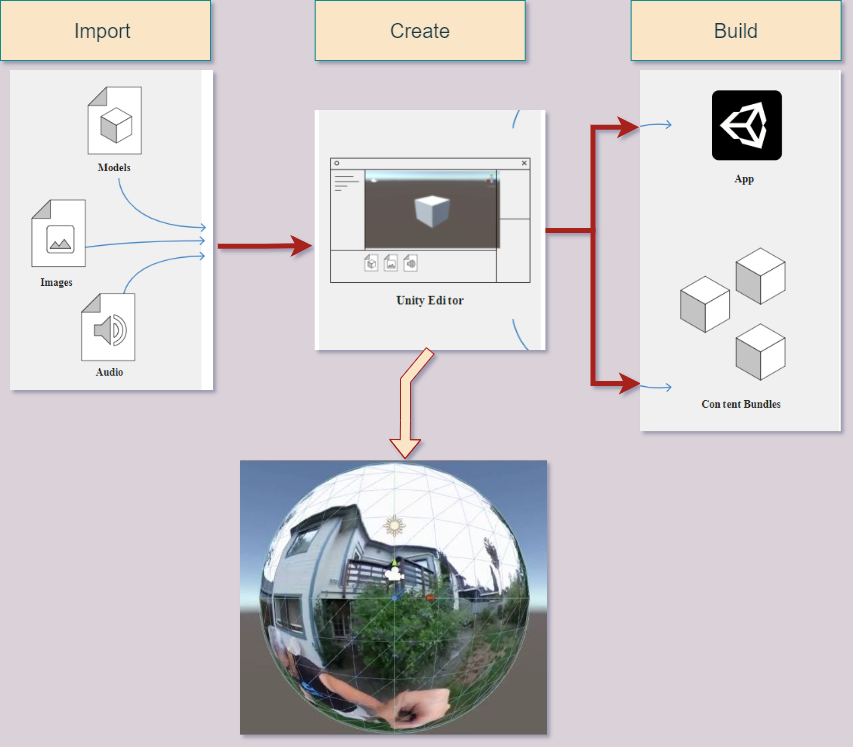 Import
Create
Build
Models
Images
Audio
Unity Editor
App
Content Bundles